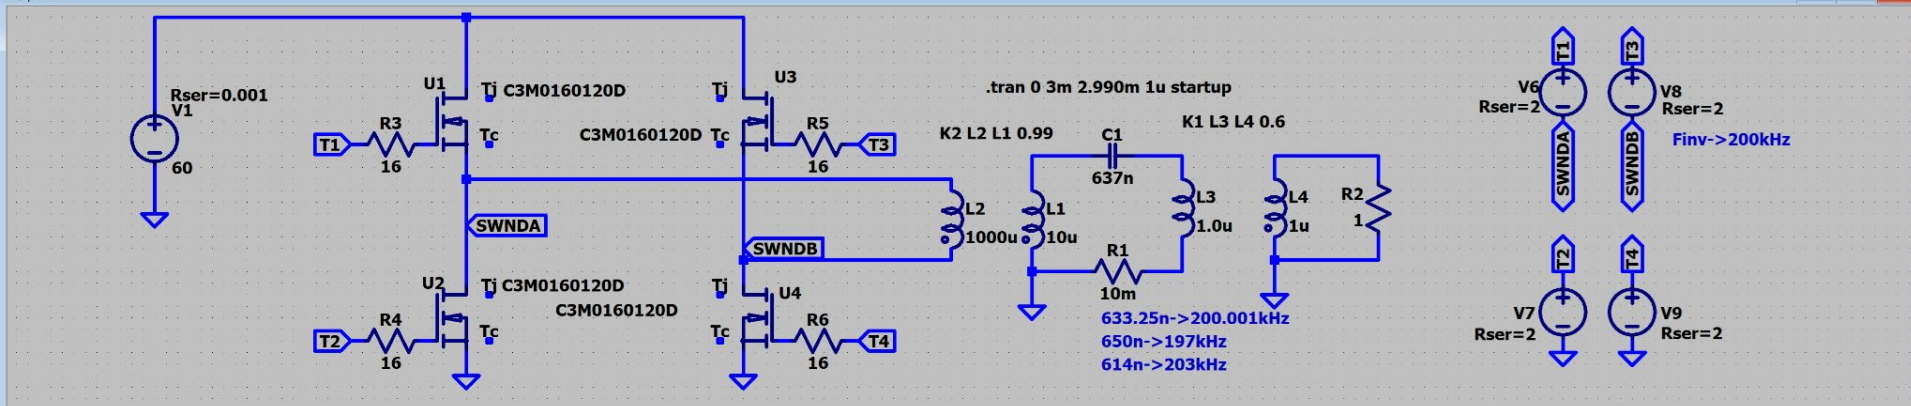 Rser=0.001
V1
60
U1
Tj
C3M0160120D
Tc
T1
R3
16
U3
Tj
C3M0160120D
Tc
R5
16
T3
SWNDA
SWNDB
U2
Tj
C3M0160120D
Tc
T2
R4
16
C3M0160120D
Tj
U4
Tc
R6
16
T4
.tran 0 3m 2.990m 1u startup
K2 L2 L1 0.99
C1
637n
K1 L3 L4 0.6
L2
1000u
L1
10u
L3
1.0u
R1
10m
L4
1u
R2
1
633.25n->200.001kHz
650n->197kHz
614n->203kHz
T1
V6
Rser=2
SWNDA
T3
V8
Rser=2
SWNDB
Finv->200kHz
T2
V7
Rser=2
T4
V9
Rser=2